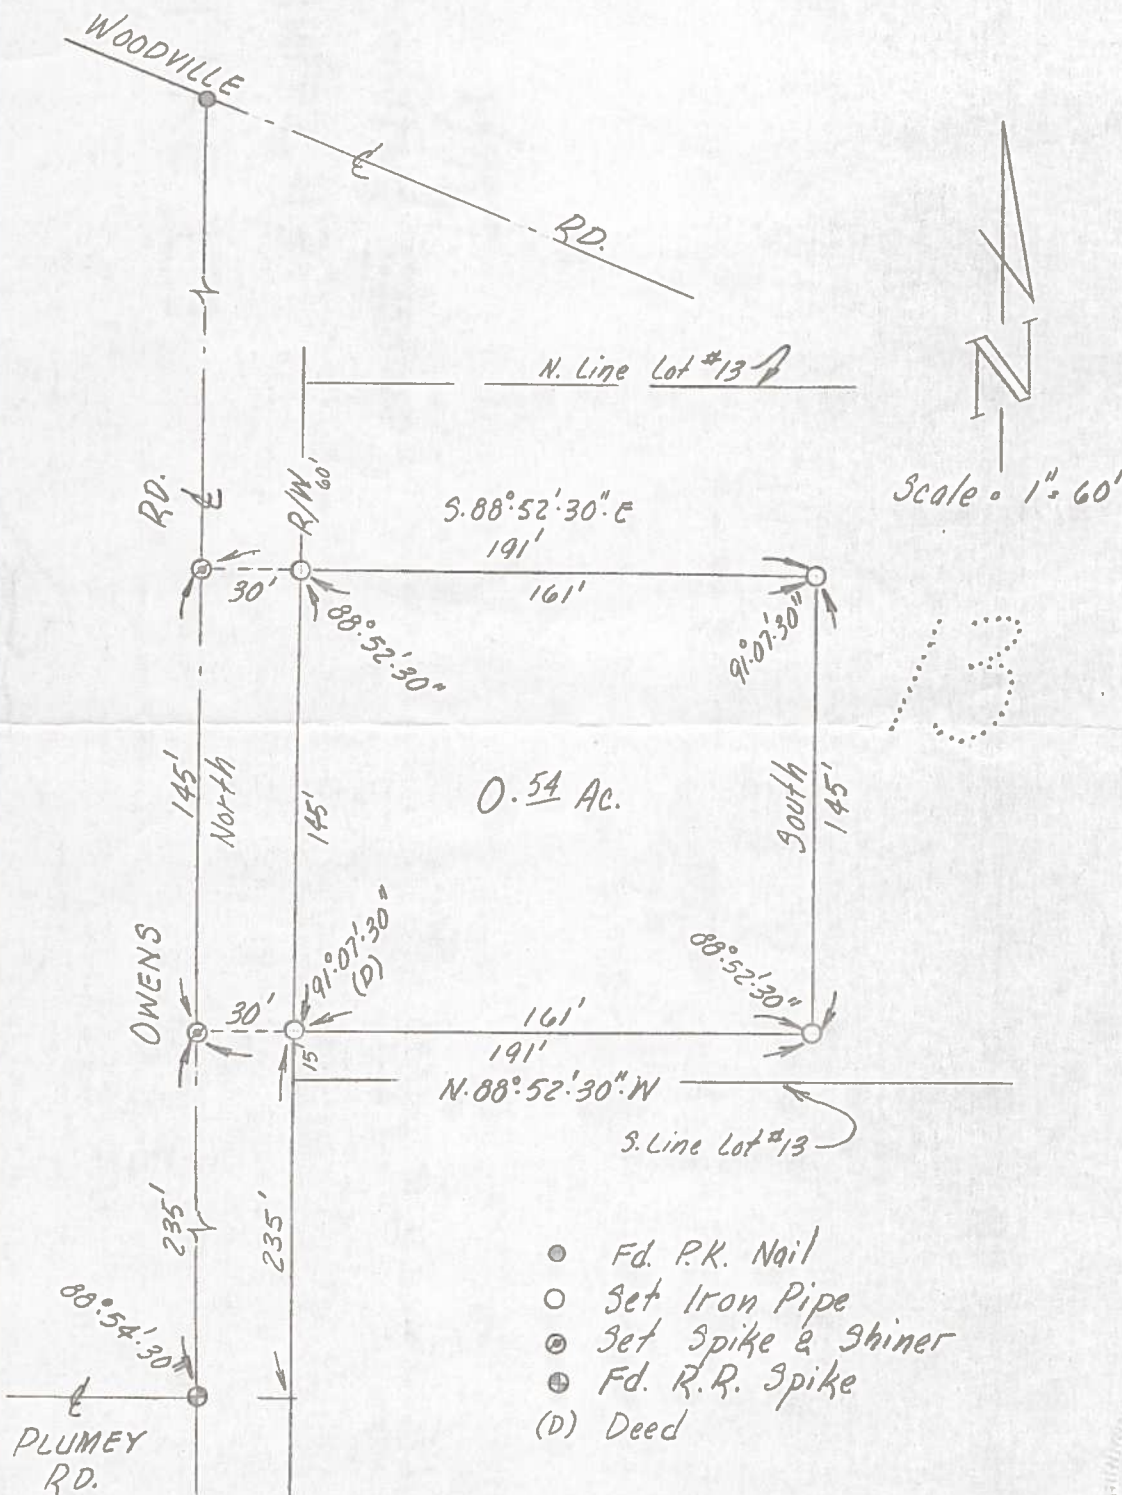 WOODVILLE
℄
RD.
N. Line Lot #13
N
Scale: 1"= 60'
RD.
℄
R/W 60'
S.88°52'30".E
191'
30'
161'
88°52'30"
91°07'30"
13
145'
North
145'
0.54 Ac.
South
145'
OWENS
91°07'30"
(D)
88°52'30"
30'
161'
15
191'
N.88°52'30".W
S.Line Lot #13
235'
235'
88°54'30"
℄
PLUMEY
RD.
Fd. P.K. Nail
Set Iron Pipe
Set Spike & Shiner
Fd. R.R. Spike
(D) Deed